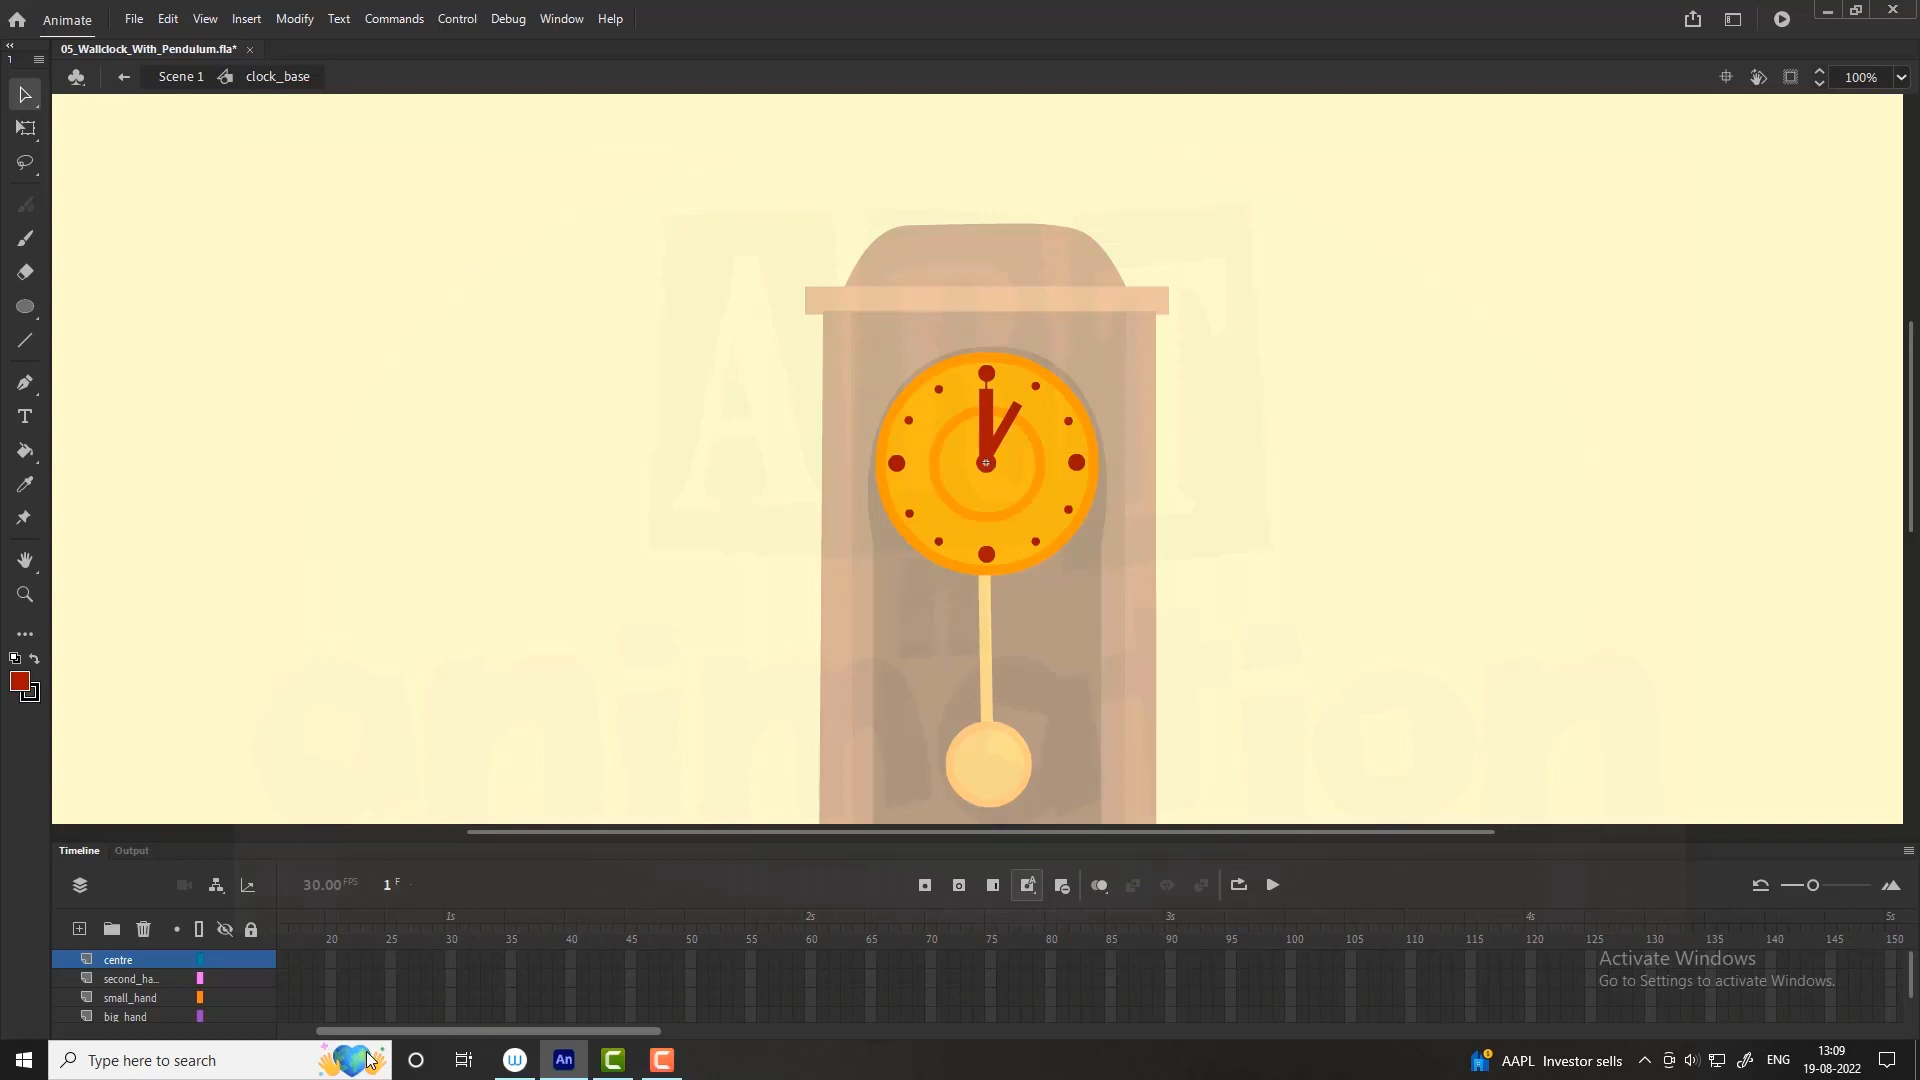 Animate File Edit View Insert Modify Text Commands Control Debug Window Help
05_Wallclock_With_Pendulum.fla*
Scene 1 clock_base 100%
ART
animation
Timeline Output
30.00 FPS 1 F
1s 2s 3s 4s 5s
20 25 30 35 40 45 50 55 60 65 70 75 80 85 90 95 100 105 110 115 120 125 130 135 140 145 150
centre
second_ha...
small_hand
big_hand
Activate Windows
Go to Settings to activate Windows.
Type here to search An AAPL Investor sells ENG 13:09
19-08-2022